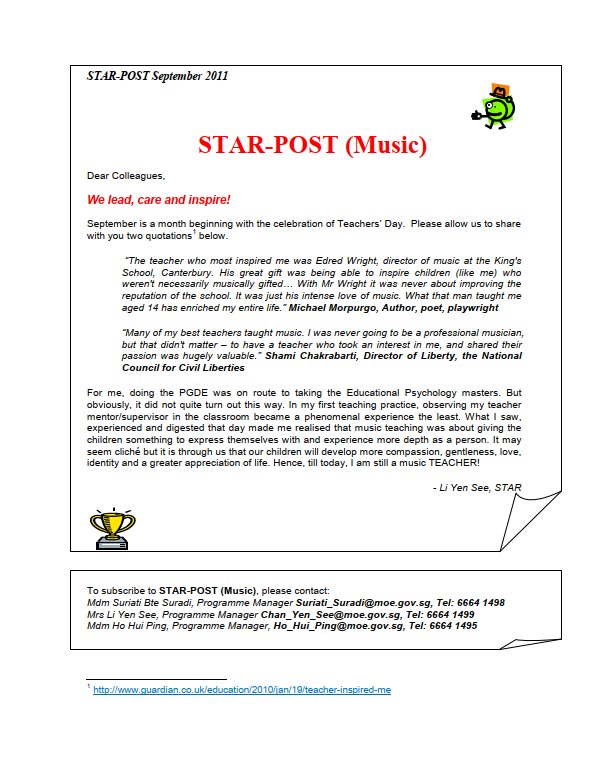 STAR-POST September 2011
STAR-POST (Music)
Dear Colleagues,
We lead, care and inspire!
September is a month beginning with the celebration of Teachers' Day.  Please allow us to share
with you two quotations1 below.
"The teacher who most inspired me was Edred Wright, director of music at the King's
School, Canterbury. His great gift was being able to inspire children (like me) who
weren't necessarily musically gifted… With Mr Wright it was never about improving the
reputation of the school. It was just his intense love of music. What that man taught me
aged 14 has enriched my entire life." Michael Morpurgo, Author, poet, playwright
"Many of my best teachers taught music. I was never going to be a professional musician,
but that didn't matter – to have a teacher who took an interest in me, and shared their
passion was hugely valuable." Shami Chakrabarti, Director of Liberty, the National
Council for Civil Liberties
For me, doing the PGDE was on route to taking the Educational Psychology masters. But
obviously, it did not quite turn out this way. In my first teaching practice, observing my teacher
mentor/supervisor in the classroom became a phenomenal experience the least. What I saw,
experienced and digested that day made me realised that music teaching was about giving the
children something to express themselves with and experience more depth as a person. It may
seem cliché but it is through us that our children will develop more compassion, gentleness, love,
identity and a greater appreciation of life. Hence, till today, I am still a music TEACHER!
- Li Yen See, STAR
To subscribe to STAR-POST (Music), please contact:
Mdm Suriati Bte Suradi, Programme Manager Suriati_Suradi@moe.gov.sg, Tel: 6664 1498
Mrs Li Yen See, Programme Manager Chan_Yen_See@moe.gov.sg, Tel: 6664 1499
Mdm Ho Hui Ping, Programme Manager, Ho_Hui_Ping@moe.gov.sg, Tel: 6664 1495
1 http://www.guardian.co.uk/education/2010/jan/19/teacher-inspired-me